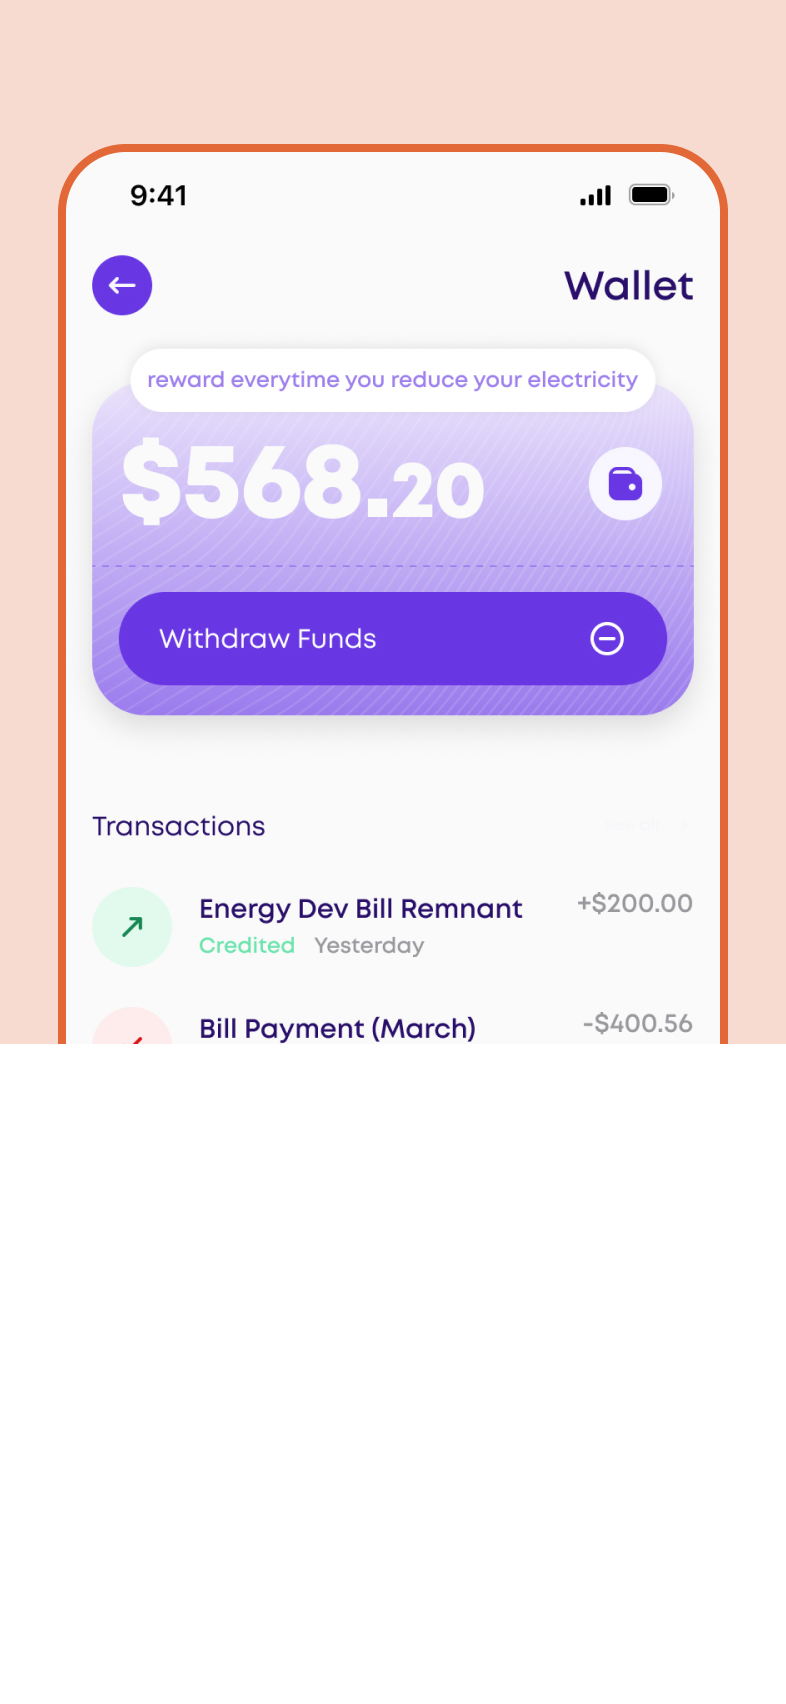 9:41
Wallet
reward everytime you reduce your electricity
$568.20
Withdraw Funds
Transactions
Energy Dev Bill Remnant +$200.00
Credited Yesterday
Bill Payment (March) -$400.56